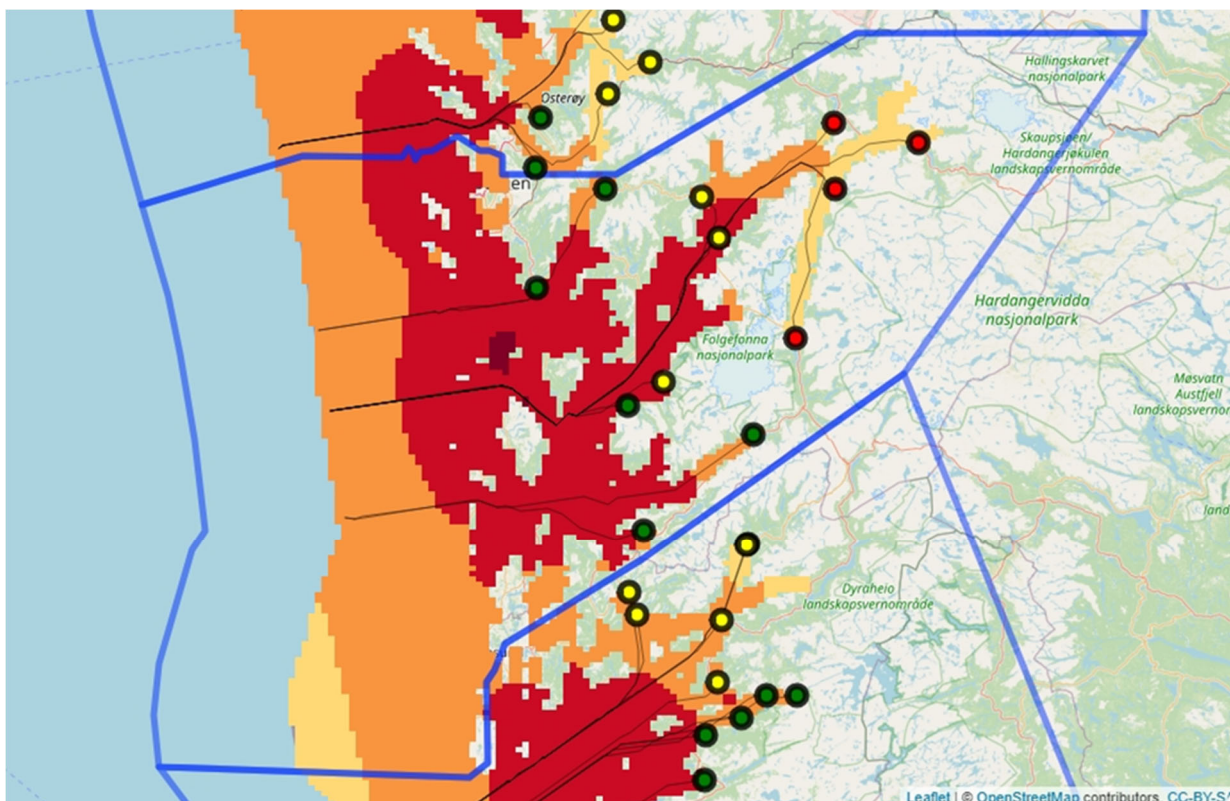 Hallingskarvet
nasjonalpark
Osterøy
Skaupsjøen/
Hardangerjøkulen
landskapsvernområde
en
Hardangervidda
nasjonalpark
Folgefonna
nasjonalpark
Møsvatn
Austfjell
landskapsvernom
land
Dyraheio
landskapsvernområde
Leaflet | © OpenStreetMap contributors, CC-BY-S